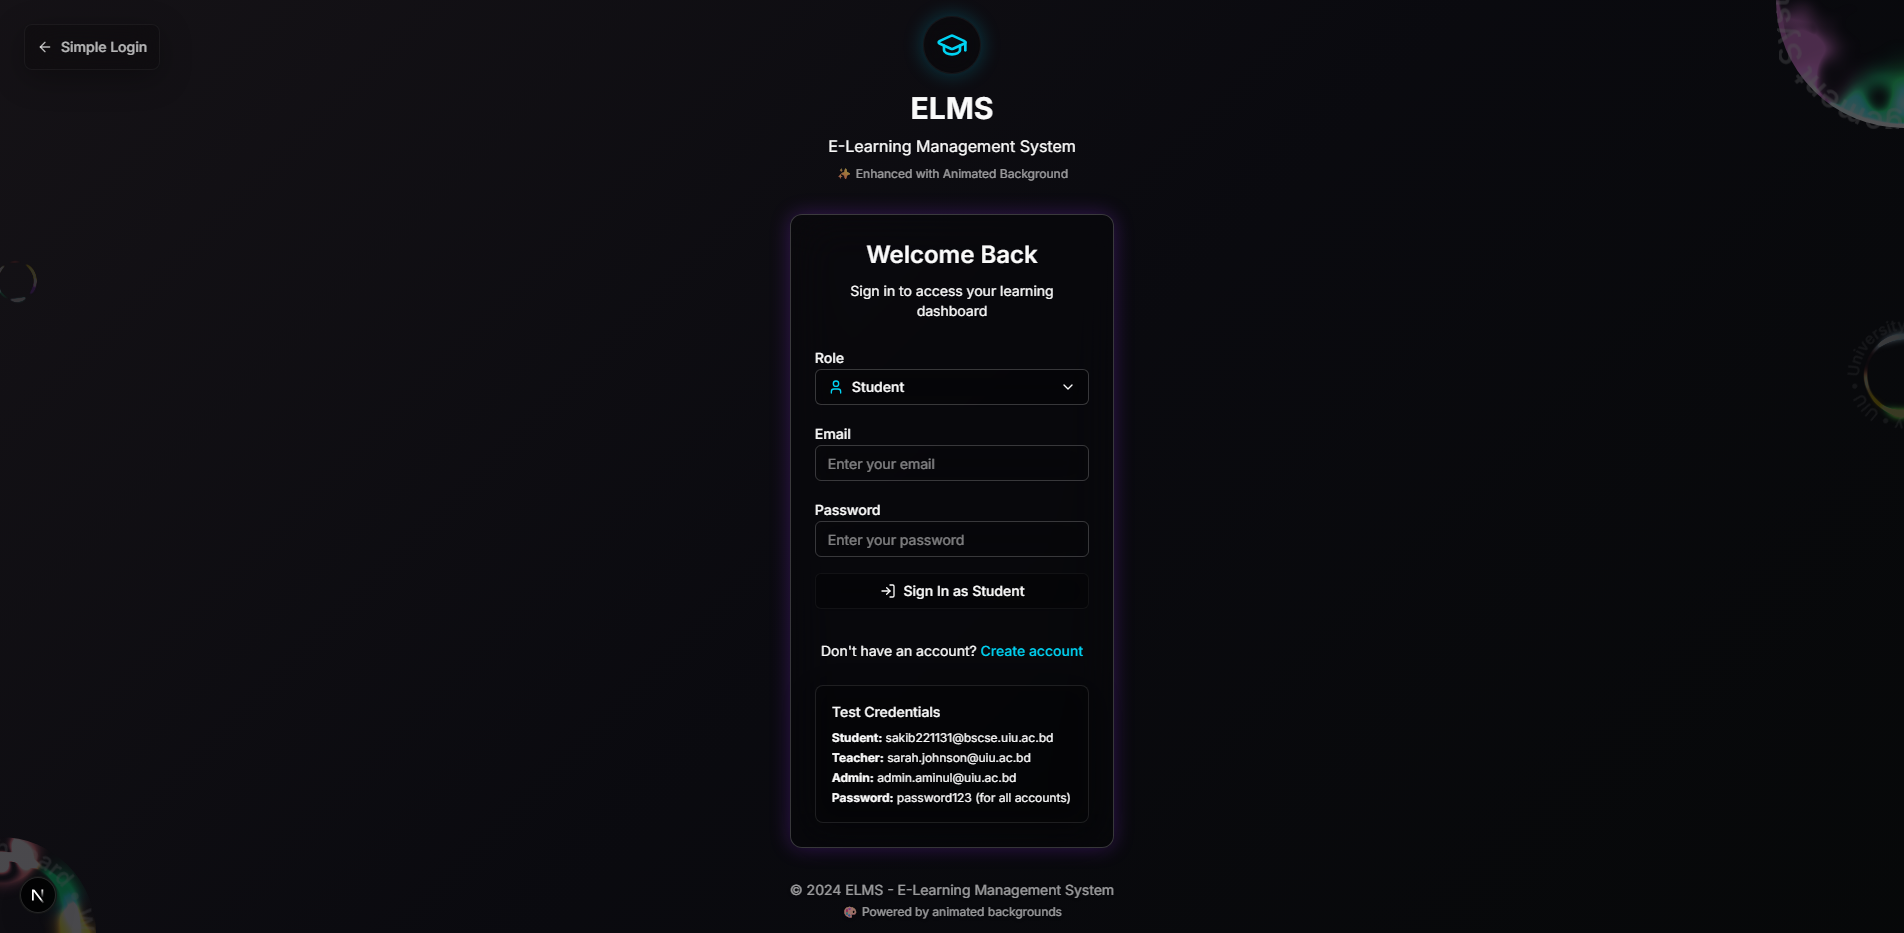 Simple Login
ELMS
E-Learning Management System
✨ Enhanced with Animated Background
Welcome Back
Sign in to access your learning
dashboard
Role
Student
Email
Enter your email
Password
Enter your password
Sign In as Student
Don't have an account? Create account
Test Credentials
Student: sakib221131@bscse.uiu.ac.bd
Teacher: sarah.johnson@uiu.ac.bd
Admin: admin.aminul@uiu.ac.bd
Password: password123 (for all accounts)
© 2024 ELMS - E-Learning Management System
🎨 Powered by animated backgrounds
University
• UIU •
N